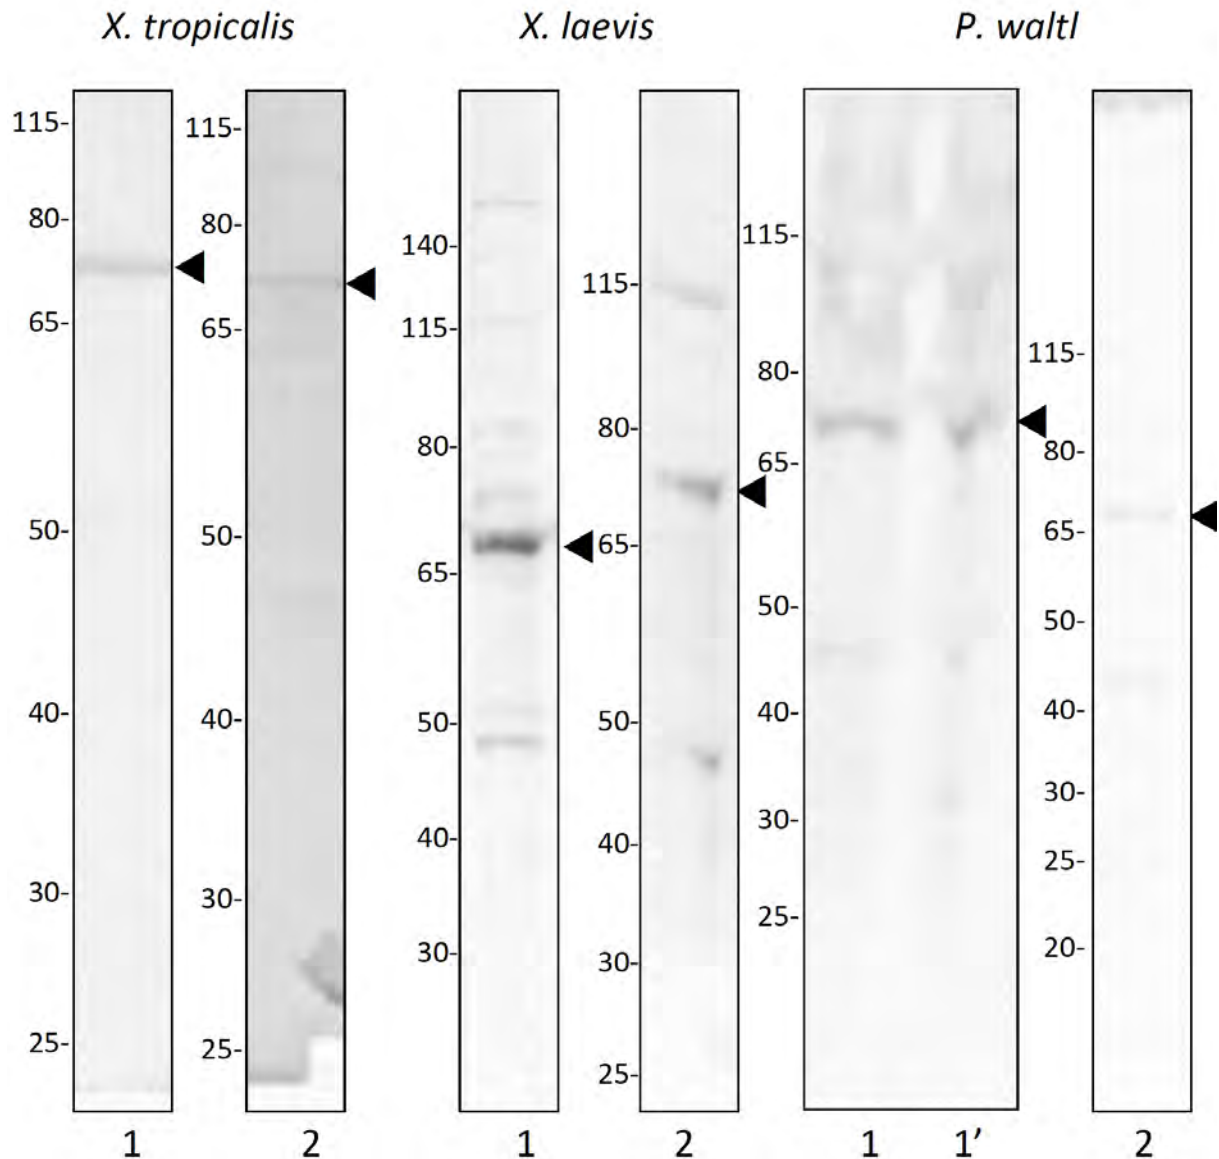 X. tropicalis X. laevis P. waltl
115- 80- 65- 50- 40- 30- 25-
115- 80- 65- 50- 40- 30- 25-
140- 115- 80- 65- 50- 40- 30-
115- 80- 65- 50- 40- 30- 25-
115- 80- 65- 50- 40- 30- 25-
115- 80- 65- 50- 40- 30- 25- 20-
1 2 1 2 1 1’ 2